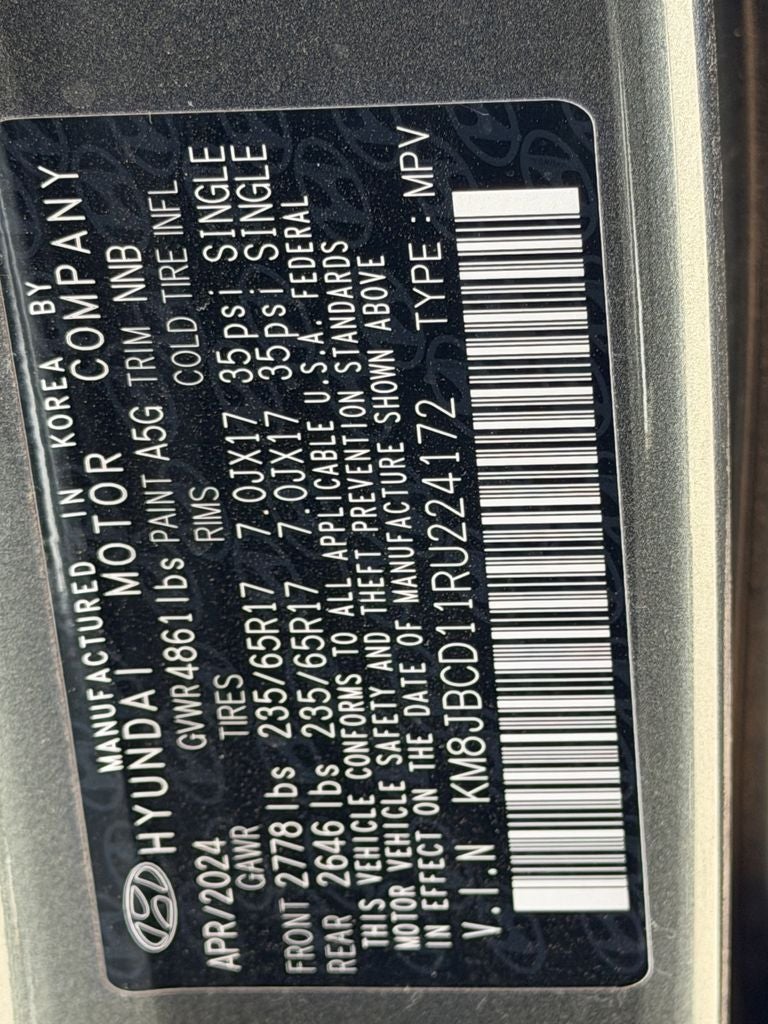 MANUFACTURED IN KOREA BY
HYUNDAI MOTOR COMPANY
APR/2024 GVWR4861lbs PAINT A5G TRIM NNB
GAWR TIRES RIMS COLD TIRE INFL
FRONT 2778 lbs 235/65R17 7.0JX17 35psi SINGLE
REAR 2646 lbs 235/65R17 7.0JX17 35psi SINGLE
THIS VEHICLE CONFORMS TO ALL APPLICABLE U.S.A. FEDERAL
MOTOR VEHICLE SAFETY AND THEFT PREVENTION STANDARDS
IN EFFECT ON THE DATE OF MANUFACTURE SHOWN ABOVE
V.I.N KM8JBCD11RU224172 TYPE : MPV